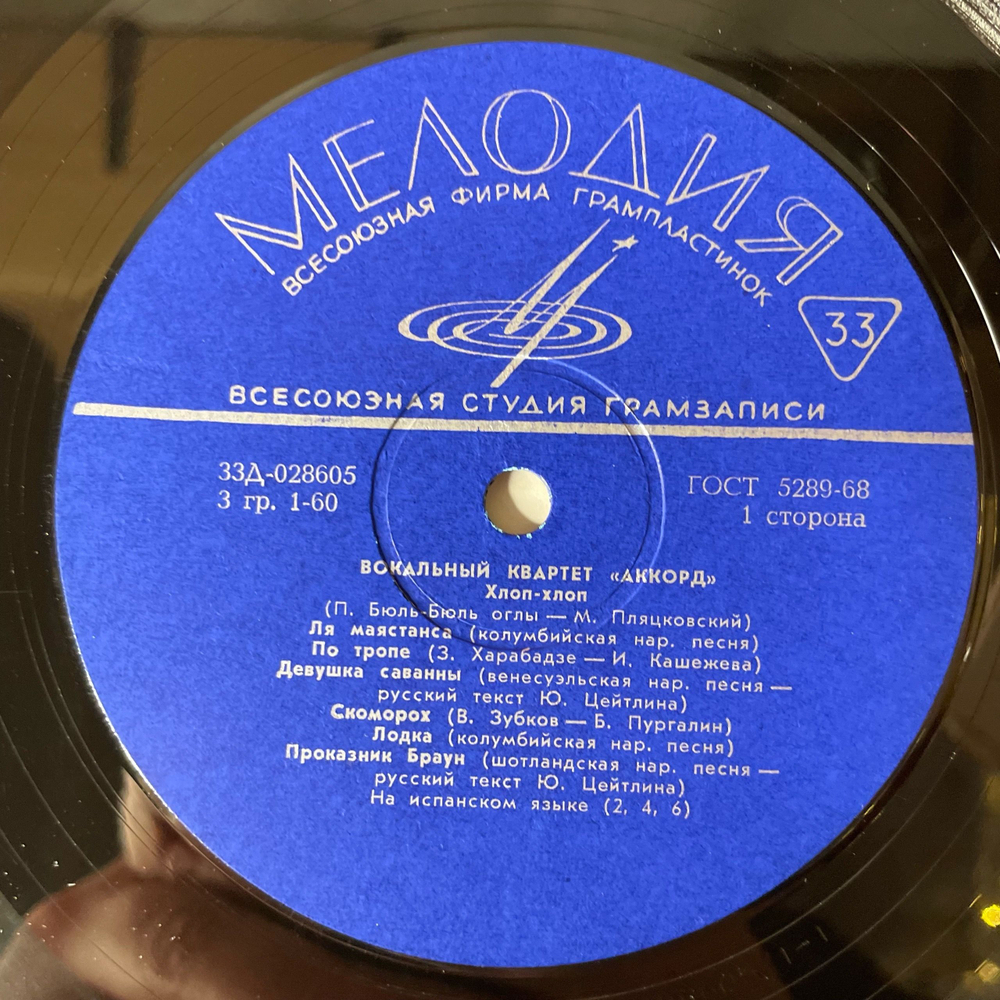 МЕЛОДИЯ
ВСЕСОЮЗНАЯ ФИРМА ГРАМПЛАСТИНОК
33
ВСЕСОЮЗНАЯ СТУДИЯ ГРАМЗАПИСИ
33Д-028605
3 гр. 1-60
ГОСТ 5289-68
1 сторона
ВОКАЛЬНЫЙ КВАРТЕТ «АККОРД»
Хлоп-хлоп
(П. Бюль-Бюль оглы — М. Пляцковский)
Ля маястанса (колумбийская нар. песня)
По тропе (З. Харабадзе — И. Кашежева)
Девушка саванны (венесуэльская нар. песня —
русский текст Ю. Цейтлина)
Скоморох (В. Зубков — Б. Пургалин)
Лодка (колумбийская нар. песня)
Проказник Браун (шотландская нар. песня —
русский текст Ю. Цейтлина)
На испанском языке (2, 4, 6)